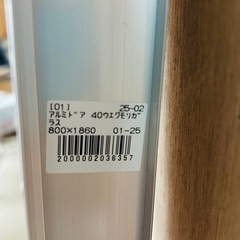 [01] 25-02
ｱﾙﾐﾄﾞｱ 40ｳｴｸﾓﾘｶﾞ
ﾗｽ
800×1860 01-25
2000002036357